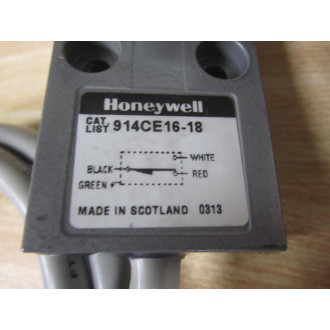 Honeywell
CAT. LIST 914CE16-18
WHITE
BLACK
RED
GREEN
MADE IN SCOTLAND 0313